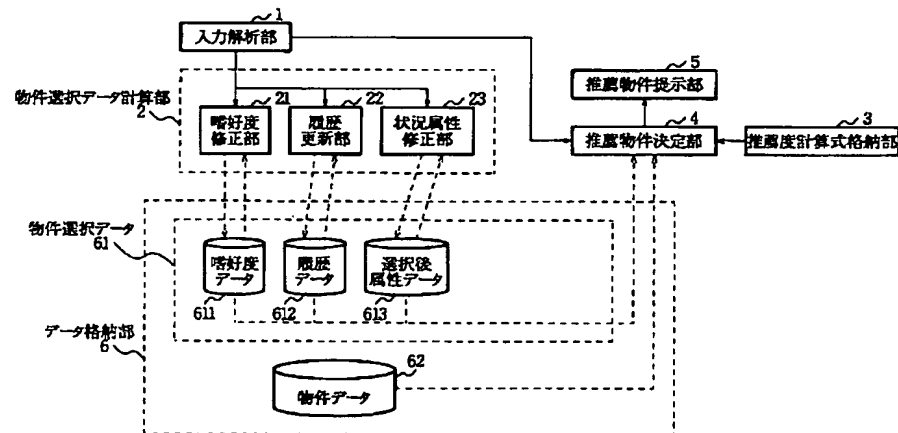 1
入力解析部
物件選択データ計算部
2
21
嗜好度
修正部
22
履歴
更新部
23
状況属性
修正部
5
推薦物件提示部
4
推薦物件決定部
3
推薦度計算式格納部
物件選択データ
61
嗜好度
データ
611
履歴
データ
612
選択後
属性データ
613
データ格納部
6
62
物件データ